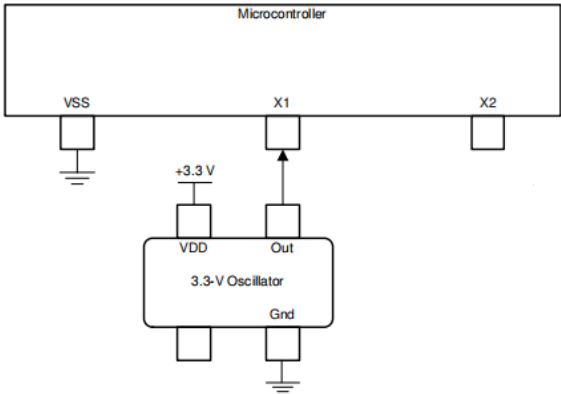 Microcontroller
VSS
X1
X2
+3.3 V
VDD
Out
3.3-V Oscillator
Gnd